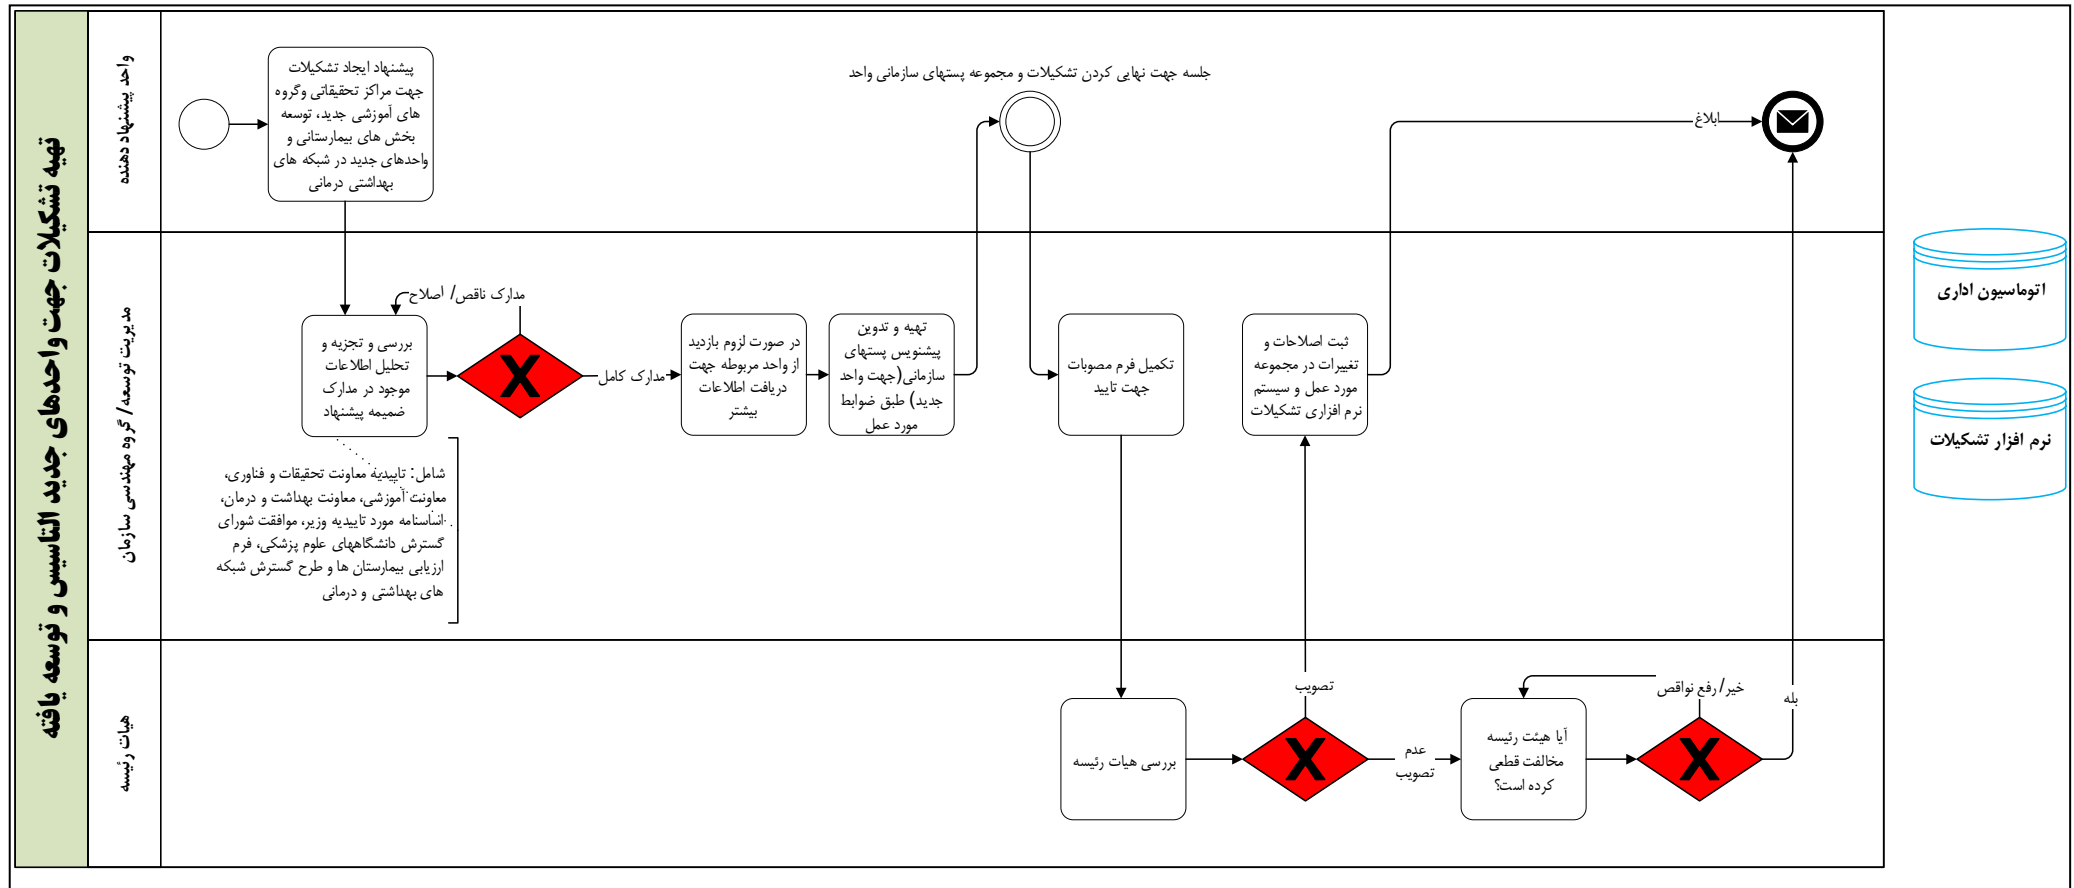 تهیه تشکیلات جهت واحدهای جدید التاسیس و توسعه یافته
واحد پیشنهاد دهنده
پیشنهاد ایجاد تشکیلات
جهت مراکز تحقیقاتی وگروه
های آموزشی جدید، توسعه
بخش های بیمارستانی و
واحدهای جدید در شبکه های
بهداشتی درمانی
جلسه جهت نهایی کردن تشکیلات و مجموعه پستهای سازمانی واحد
ابلاغ
مدیریت توسعه/ گروه مهندسی سازمان
بررسی و تجزیه و
تحلیل اطلاعات
موجود در مدارک
ضمیمه پیشنهاد
مدارک ناقص/ اصلاح
X
مدارک کامل
در صورت لزوم بازدید
از واحد مربوطه جهت
دریافت اطلاعات
بیشتر
تهیه و تدوین
پیشنویس پستهای
سازمانی(جهت واحد
جدید) طبق ضوابط
مورد عمل
تکمیل فرم مصوبات
جهت تایید
ثبت اصلاحات و
تغییرات در مجموعه
مورد عمل و سیستم
نرم افزاری تشکیلات
شامل: تاییدیه معاونت تحقیقات و فناوری،
معاونت آموزشی، معاونت بهداشت و درمان،
اساسنامه مورد تاییدیه وزیر، موافقت شورای
گسترش دانشگاههای علوم پزشکی، فرم
ارزیابی بیمارستان ها و طرح گسترش شبکه
های بهداشتی و درمانی
هیات رئیسه
بررسی هیات رئیسه
X
تصویب
عدم
تصویب
آیا هیئت رئیسه
مخالفت قطعی
کرده است؟
X
خیر/ رفع نواقص
بله
اتوماسیون اداری
نرم افزار تشکیلات